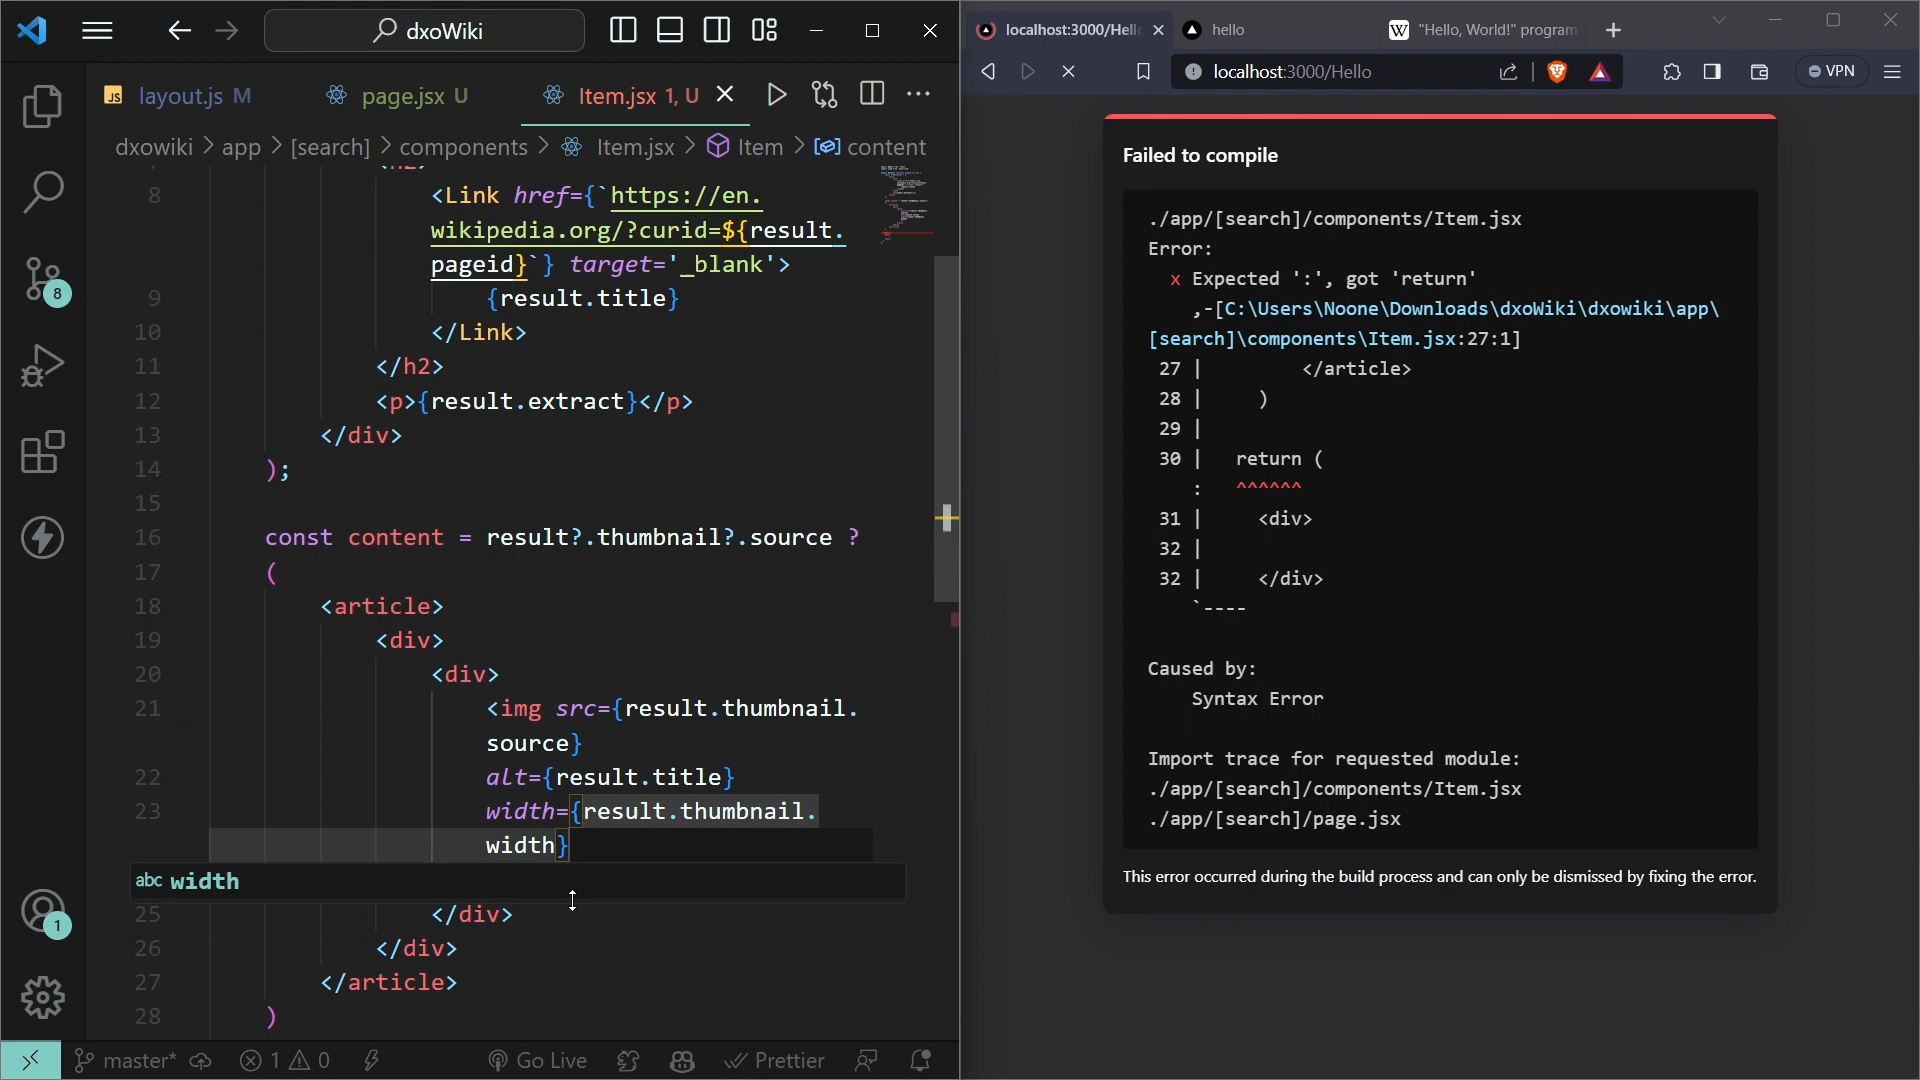 dxoWiki
layout.js M
page.jsx U
Item.jsx 1, U
dxowiki > app > [search] > components > Item.jsx > Item > content
8 <Link href={`https://en.
wikipedia.org/?curid=${result.
pageid}`} target='_blank'>
9 {result.title}
10 </Link>
11 </h2>
12 <p>{result.extract}</p>
13 </div>
14 );
15
16 const content = result?.thumbnail?.source ?
17 (
18 <article>
19 <div>
20 <div>
21 <img src={result.thumbnail.
source}
22 alt={result.title}
23 width={result.thumbnail.
width}
abc width
25 </div>
26 </div>
27 </article>
28 )
8
1
master*
1
0
Go Live
Prettier
localhost:3000/Hell
hello
W "Hello, World!" program
localhost:3000/Hello
VPN
Failed to compile
./app/[search]/components/Item.jsx
Error:
x Expected ':', got 'return'
,-[C:\Users\Noone\Downloads\dxoWiki\dxowiki\app\
[search]\components\Item.jsx:27:1]
27 | </article>
28 | )
29 |
30 | return (
: ^^^^^^
31 | <div>
32 |
32 | </div>
`----
Caused by:
Syntax Error
Import trace for requested module:
./app/[search]/components/Item.jsx
./app/[search]/page.jsx
This error occurred during the build process and can only be dismissed by fixing the error.